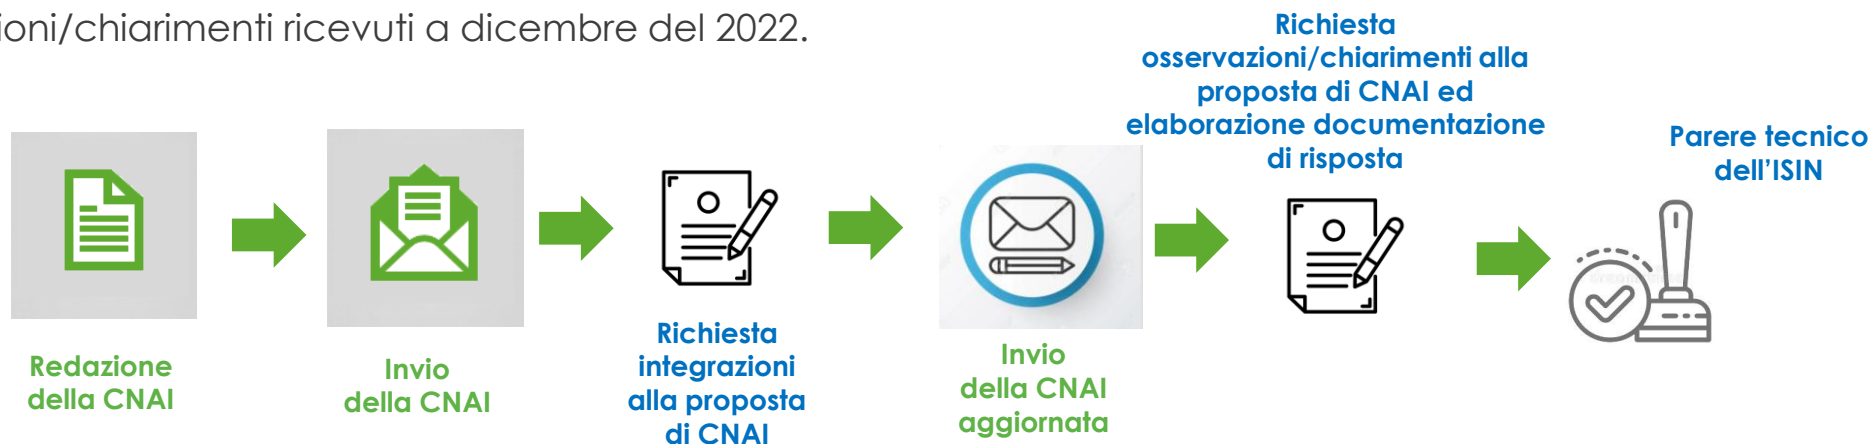 ioni/chiarimenti ricevuti a dicembre del 2022.
Richiesta
osservazioni/chiarimenti alla
proposta di CNAI ed
elaborazione documentazione
di risposta
Parere tecnico
dell'ISIN
Redazione
della CNAI
Invio
della CNAI
Richiesta
integrazioni
alla proposta
di CNAI
Invio
della CNAI
aggiornata